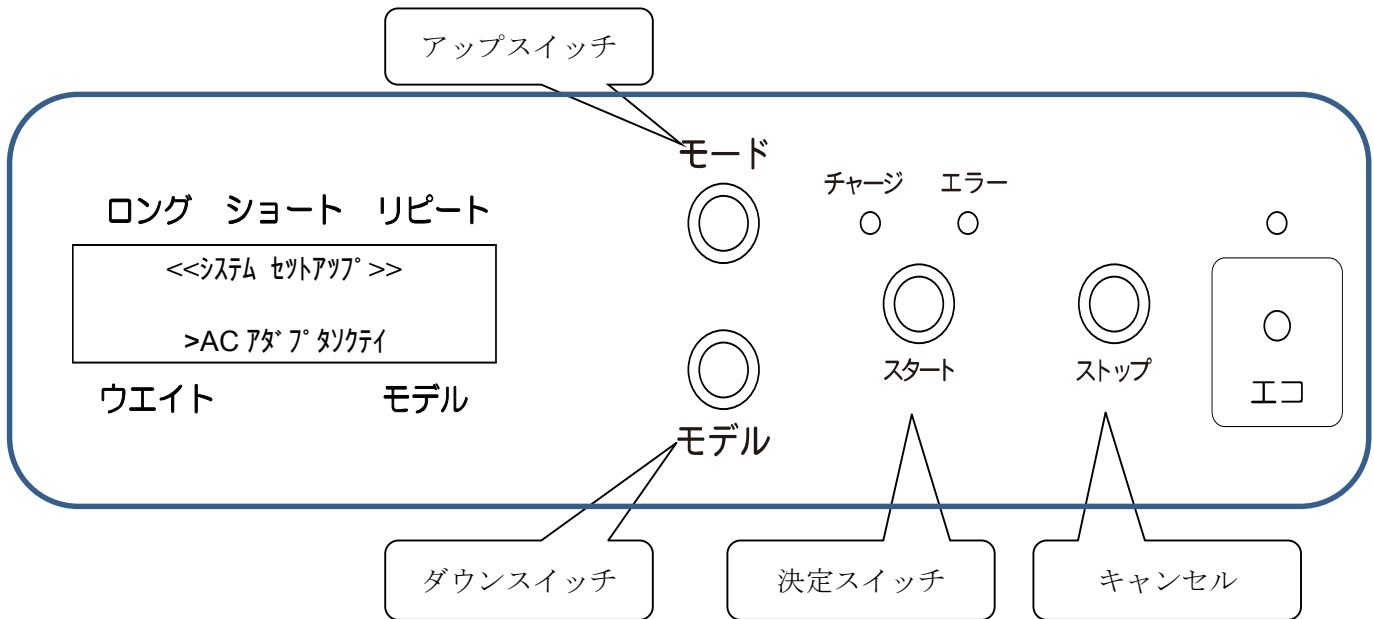 アップスイッチ
モード
チャージ エラー
ロング ショート リピート
<<ｼｽﾃﾑ ｾｯﾄｱｯﾌﾟ>>
>AC ｱﾀﾞﾌﾟﾀｿｸﾃｲ
スタート ストップ
ウエイト モデル
エコ
モデル
ダウンスイッチ 決定スイッチ キャンセル